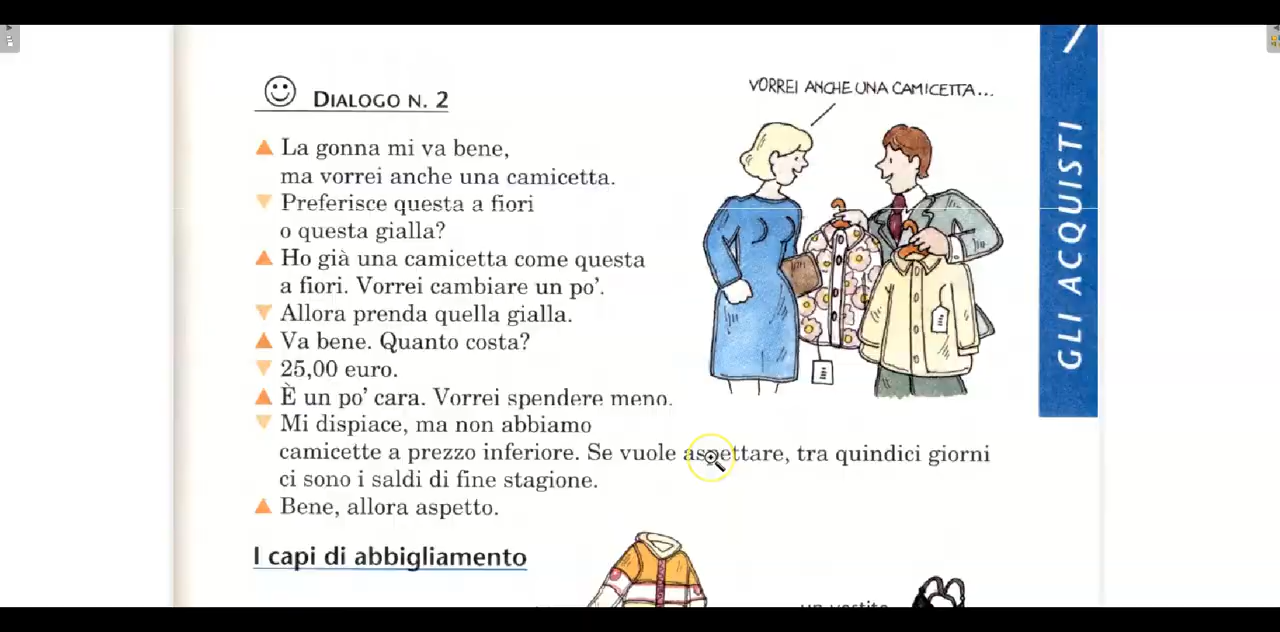 DIALOGO N. 2
VORREI ANCHE UNA CAMICETTA...
La gonna mi va bene,
ma vorrei anche una camicetta.
Preferisce questa a fiori
o questa gialla?
Ho già una camicetta come questa
a fiori. Vorrei cambiare un po'.
Allora prenda quella gialla.
Va bene. Quanto costa?
25,00 euro.
È un po' cara. Vorrei spendere meno.
Mi dispiace, ma non abbiamo
camicette a prezzo inferiore. Se vuole aspettare, tra quindici giorni
ci sono i saldi di fine stagione.
Bene, allora aspetto.
I capi di abbigliamento
un vestito
GLI ACQUISTI